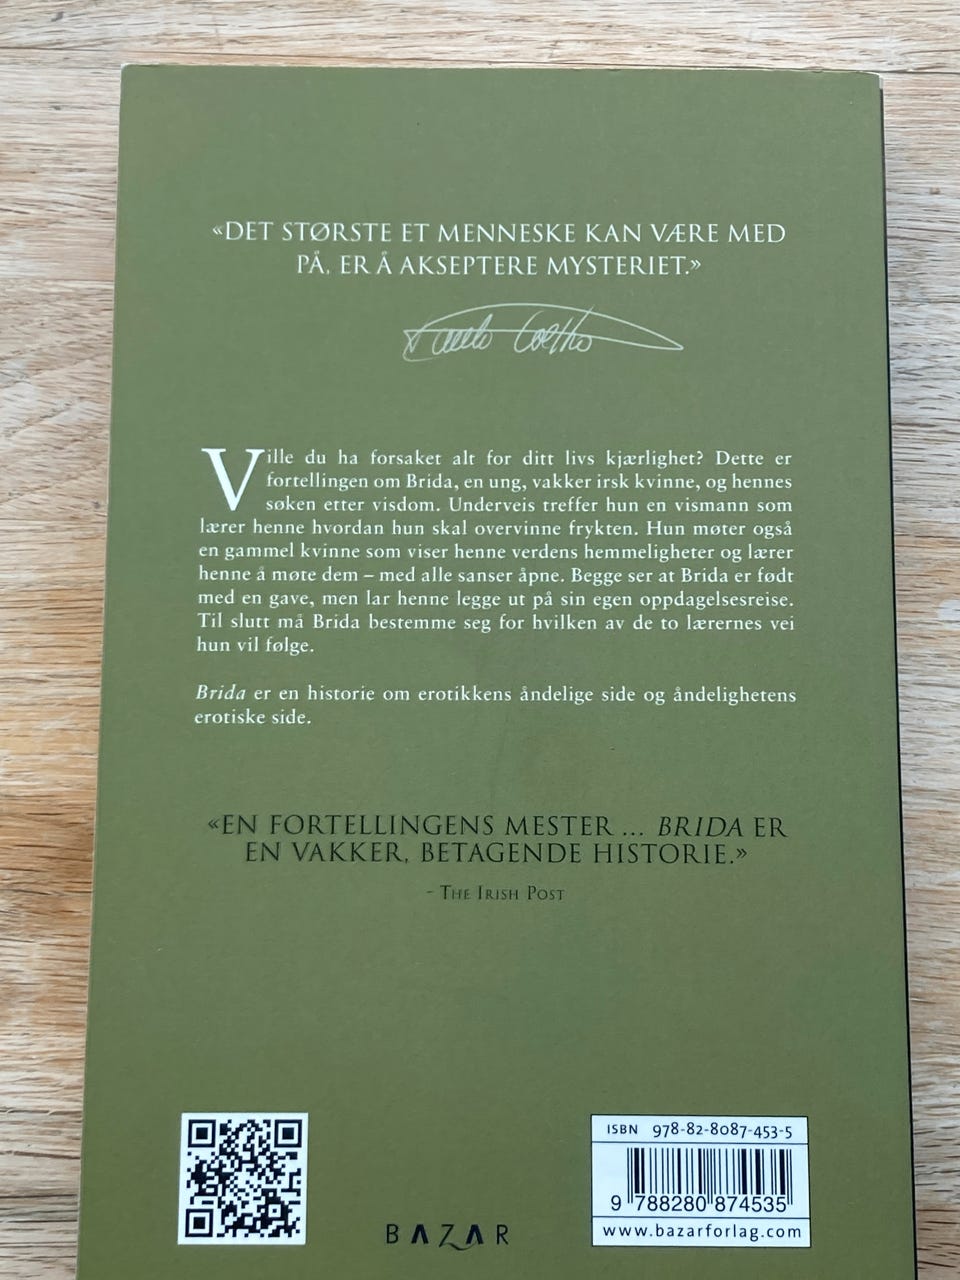 «DET STØRSTE ET MENNESKE KAN VÆRE MED
PÅ, ER Å AKSEPTERE MYSTERIET.»
Paulo Coelho
Ville du ha forsaket alt for ditt livs kjærlighet? Dette er
fortellingen om Brida, en ung, vakker irsk kvinne, og hennes
søken etter visdom. Underveis treffer hun en vismann som
lærer henne hvordan hun skal overvinne frykten. Hun møter også
en gammel kvinne som viser henne verdens hemmeligheter og lærer
henne å møte dem – med alle sanser åpne. Begge ser at Brida er født
med en gave, men lar henne legge ut på sin egen oppdagelsesreise.
Til slutt må Brida bestemme seg for hvilken av de to lærernes vei
hun vil følge.
Brida er en historie om erotikkens åndelige side og åndelighetens
erotiske side.
«EN FORTELLINGENS MESTER ... BRIDA ER
EN VAKKER, BETAGENDE HISTORIE.»
- THE IRISH POST
BAZAR
ISBN 978-82-8087-453-5
9 788280 874535
www.bazarforlag.com